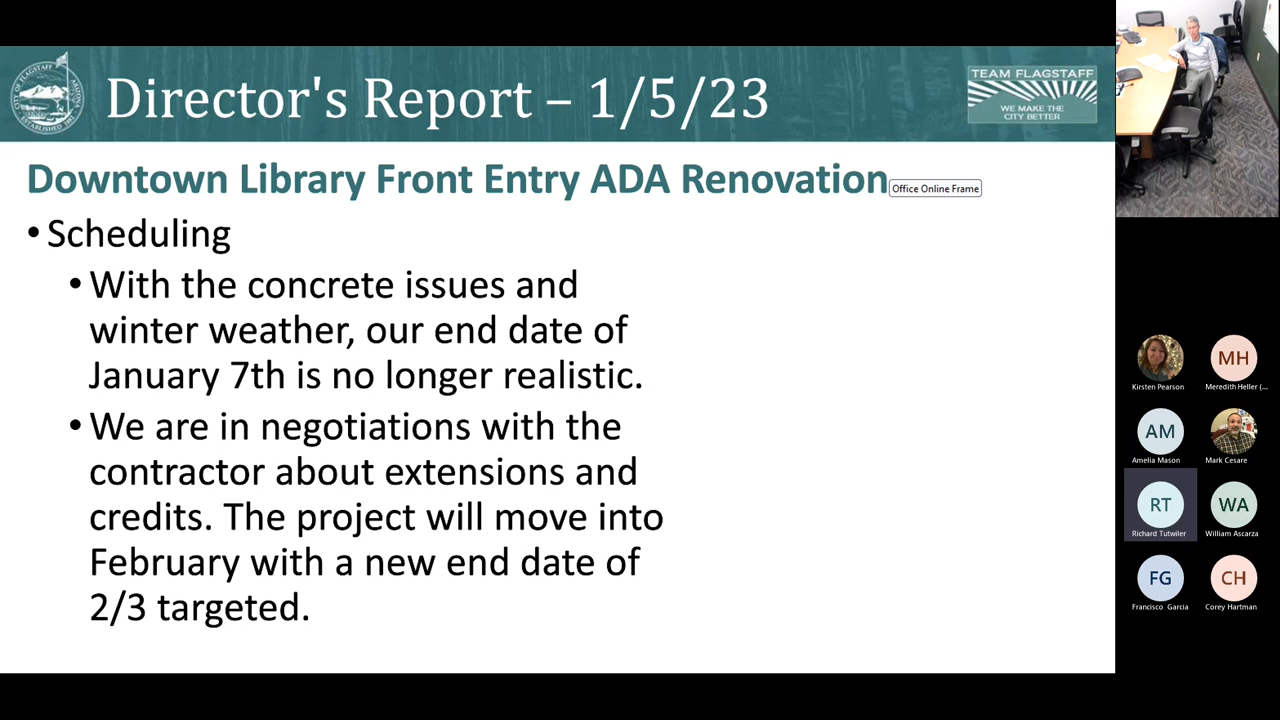 Director's Report – 1/5/23
TEAM FLAGSTAFF
WE MAKE THE
CITY BETTER
Downtown Library Front Entry ADA Renovation
Office Online Frame
• Scheduling
• With the concrete issues and
winter weather, our end date of
January 7th is no longer realistic.
• We are in negotiations with the
contractor about extensions and
credits. The project will move into
February with a new end date of
2/3 targeted.
Kirsten Pearson
MH
Meredith Heller (...
AM
Amelia Mason
Mark Cesare
RT
Richard Tutwiler
WA
William Ascarza
FG
Francisco Garcia
CH
Corey Hartman